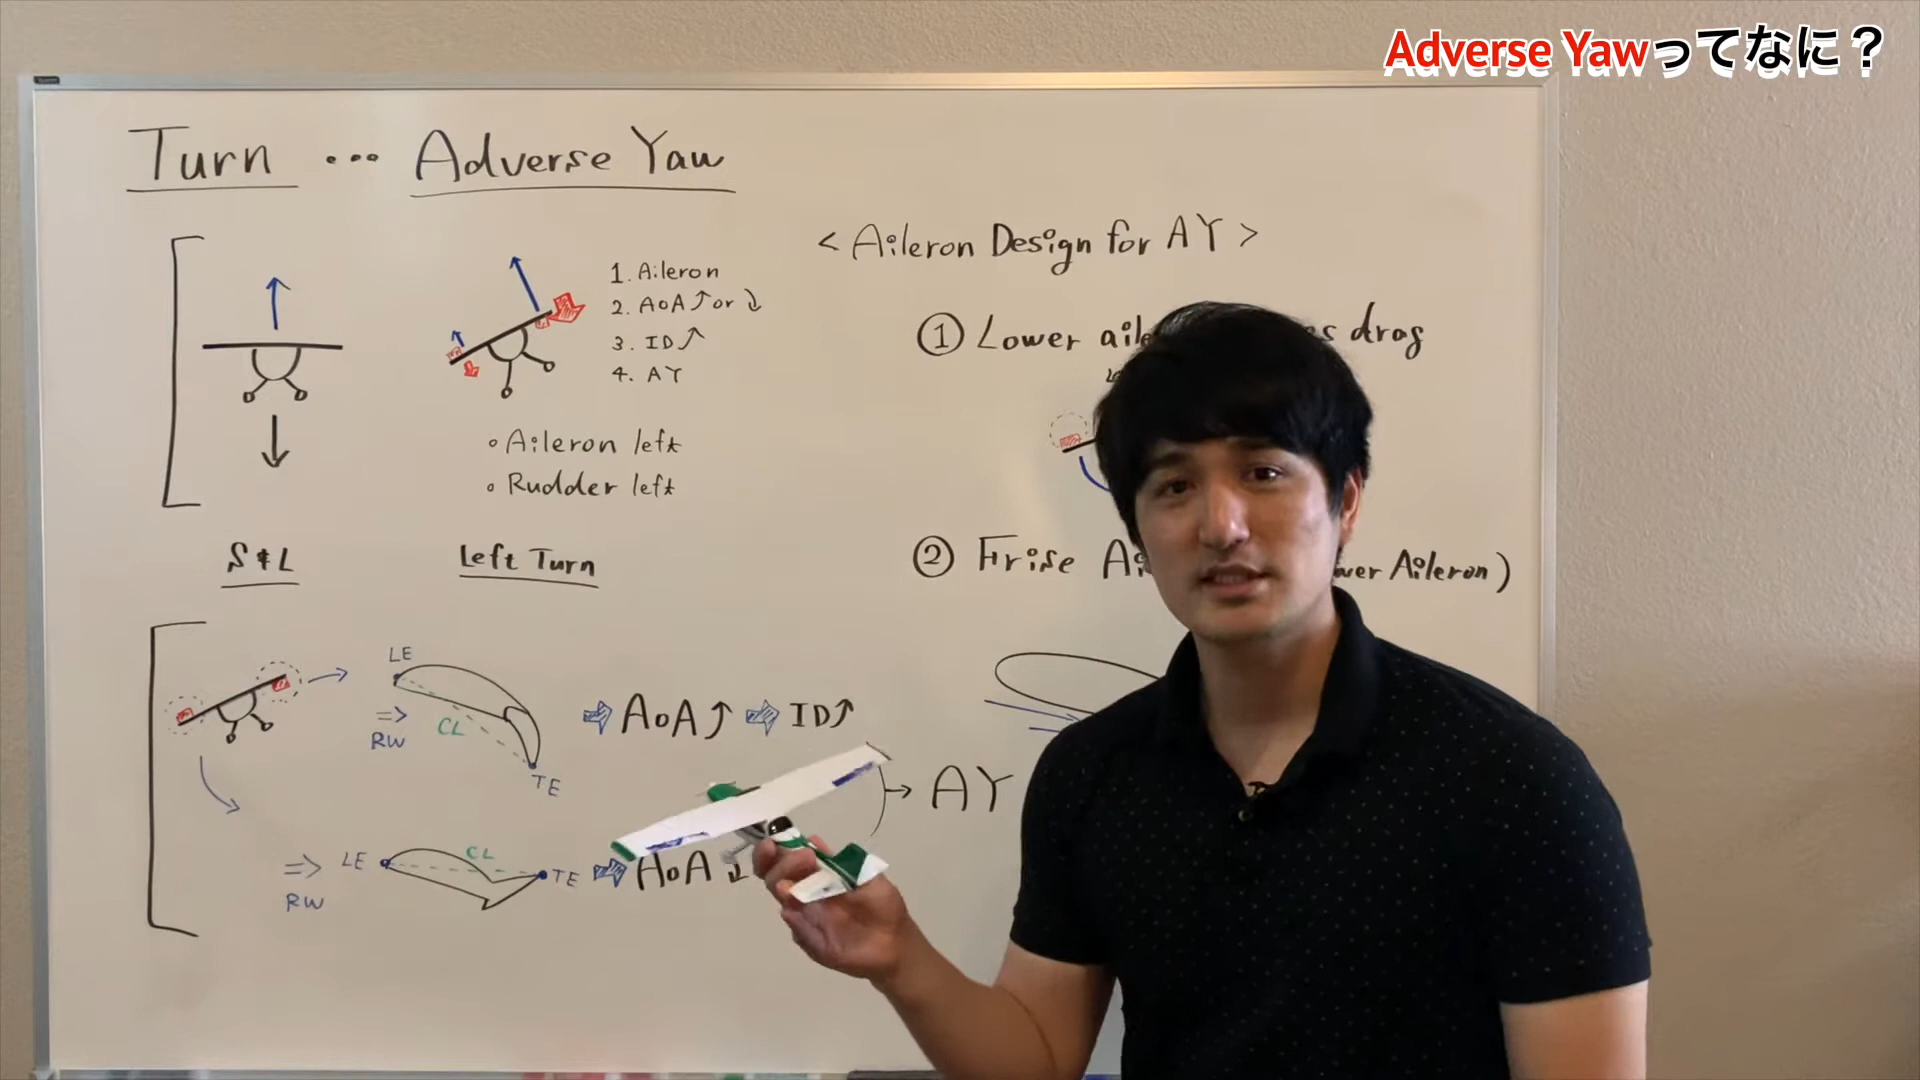 Adverse Yawってなに？
Turn ... Adverse Yaw
1. Aileron
2. AoA↑or↓
3. ID↑
4. AY
∘ Aileron left
∘ Rudder left
S & L
Left Turn
< Aileron Design for AY >
① Lower drag
② Frise Aileron)
LE
RW
CL
TE
AoA↑ ID↑
AY
RW
LE
CL
TE
AoA↓